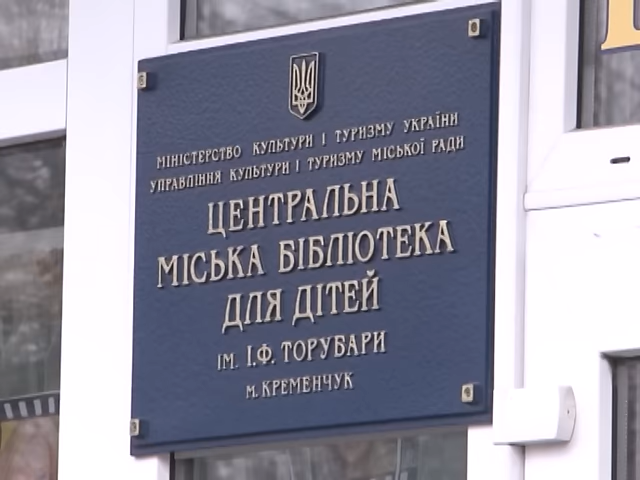 МІНІСТЕРСТВО КУЛЬТУРИ І ТУРИЗМУ УКРАЇНИ
УПРАВЛІННЯ КУЛЬТУРИ І ТУРИЗМУ МІСЬКОЇ РАДИ
ЦЕНТРАЛЬНА
МІСЬКА БІБЛІОТЕКА
ДЛЯ ДІТЕЙ
ІМ. І.Ф. ТОРУБАРИ
М. КРЕМЕНЧУК